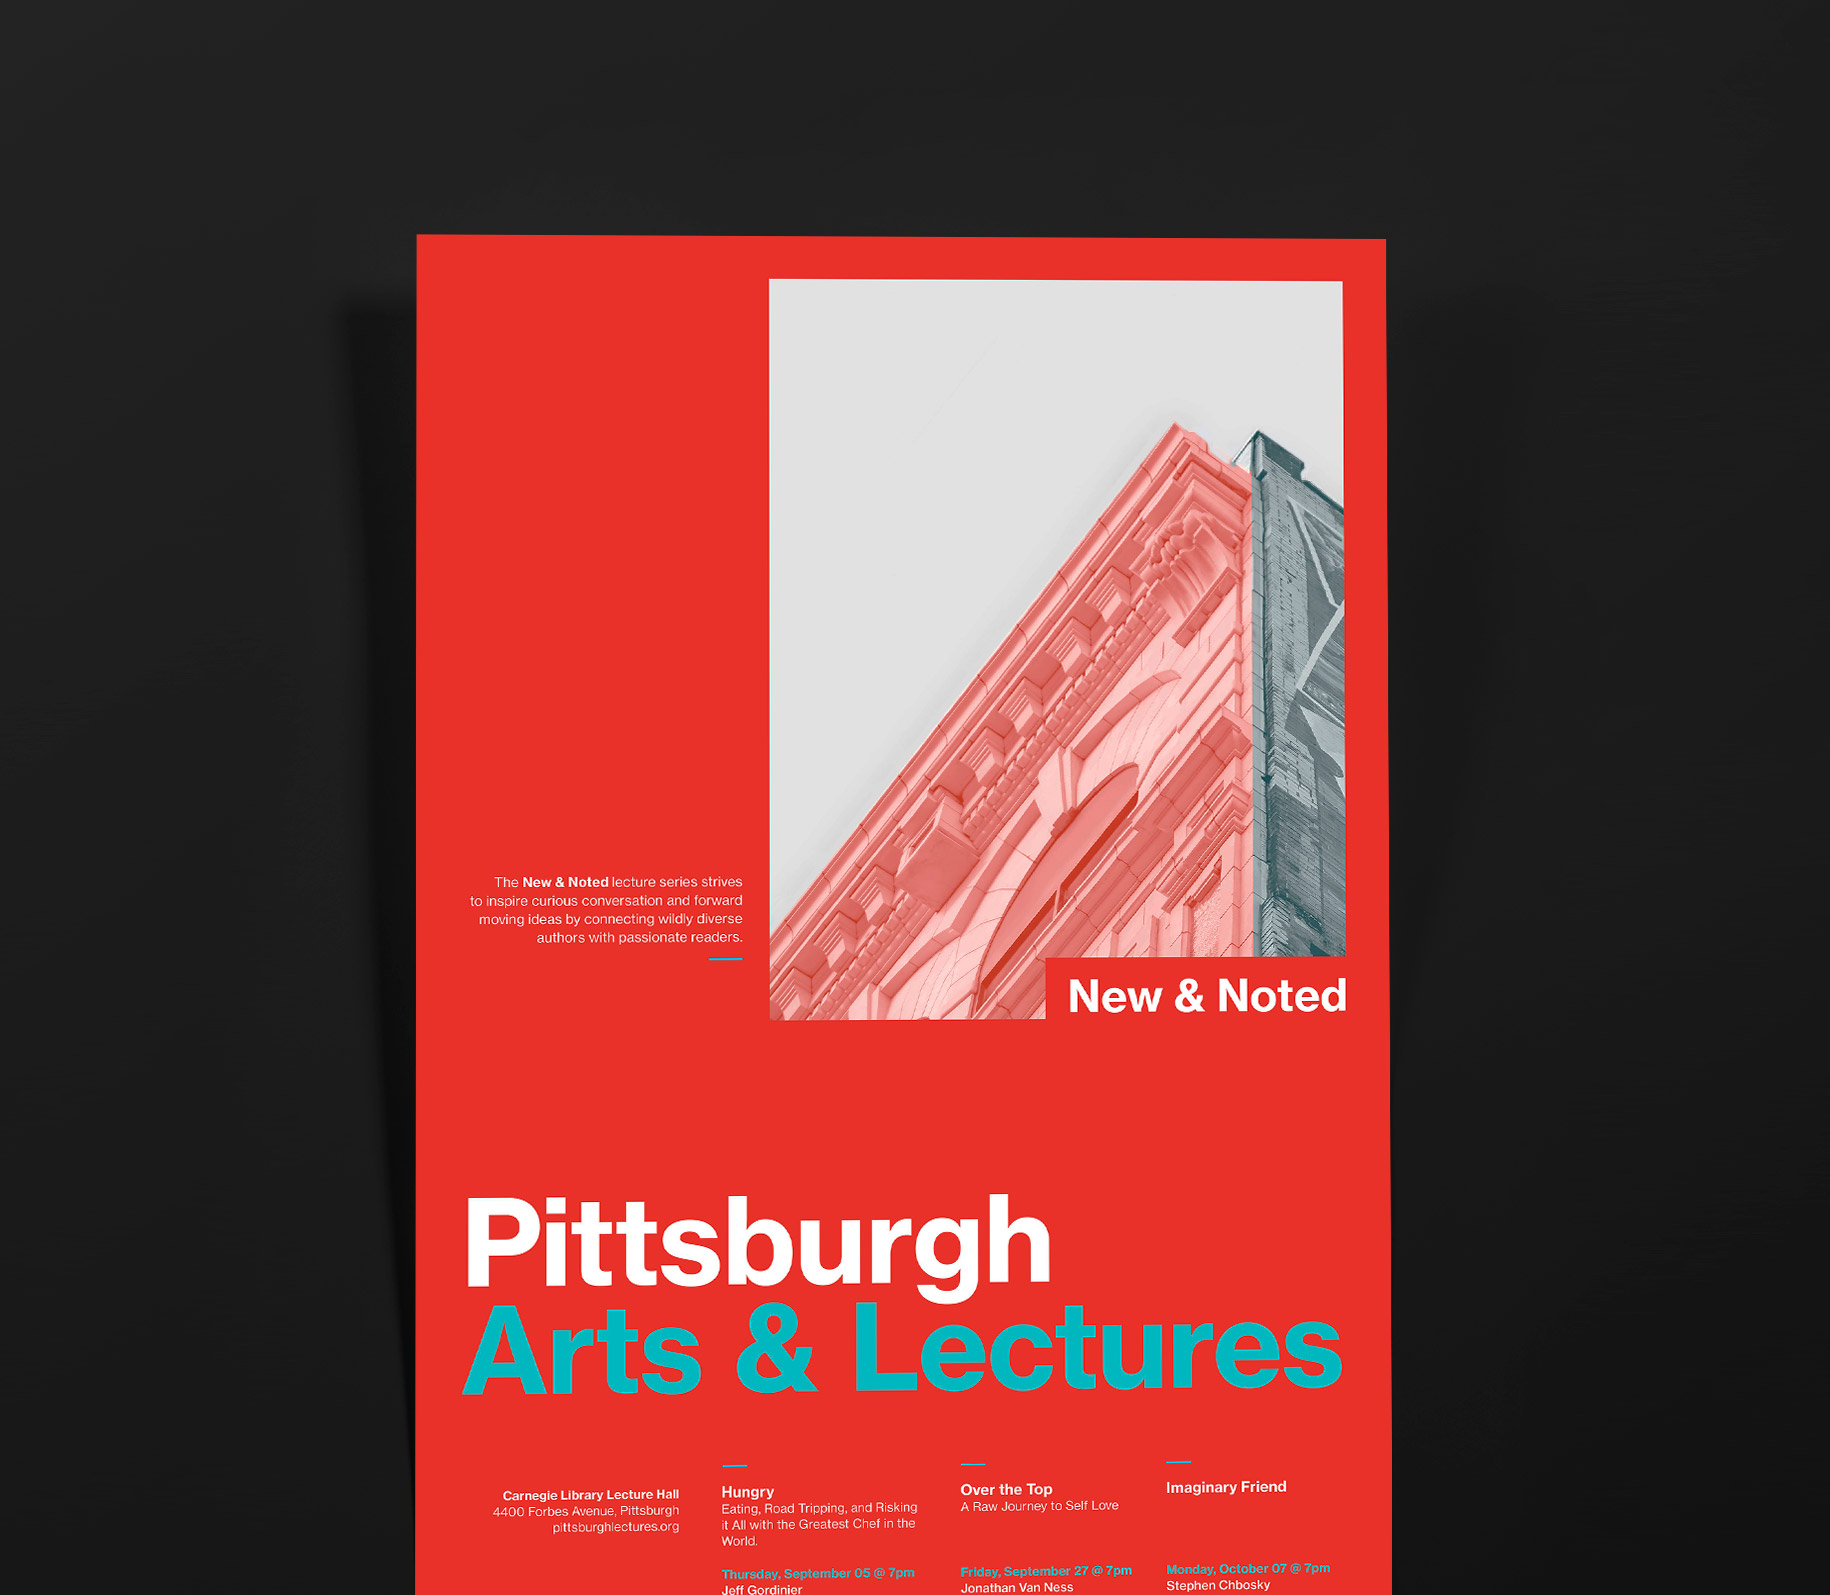 The New & Noted lecture series strives
to inspire curious conversation and forward
moving ideas by connecting wildly diverse
authors with passionate readers.
New & Noted
Pittsburgh
Arts & Lectures
Carnegie Library Lecture Hall
4400 Forbes Avenue, Pittsburgh
pittsburghlectures.org
Hungry
Eating, Road Tripping, and Risking
it All with the Greatest Chef in the
World.
Thursday, September 05 @ 7pm
Jeff Gordinier
Over the Top
A Raw Journey to Self Love
Friday, September 27 @ 7pm
Jonathan Van Ness
Imaginary Friend
Monday, October 07 @ 7pm
Stephen Chbosky